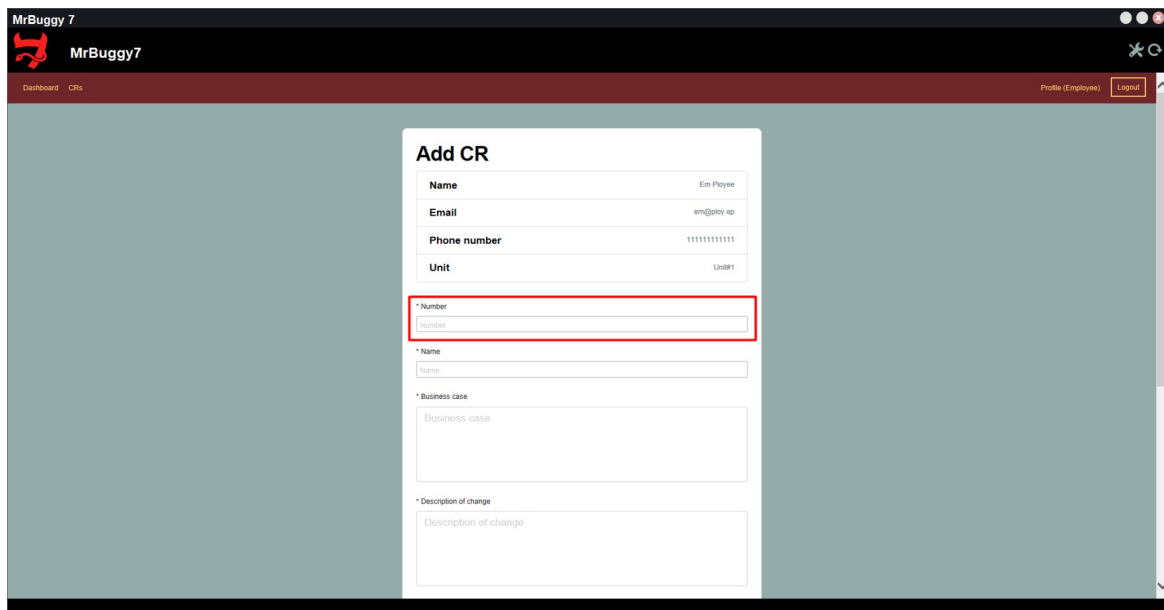 MrBuggy 7
MrBuggy7
Dashboard CRs Profile (Employee) Logout
Add CR
Name Em Ployee
Email em@ploy.ep
Phone number 111111111111
Unit Unit#1
* Number
Number
* Name
Name
* Business case
Business case
* Description of change
Description of change